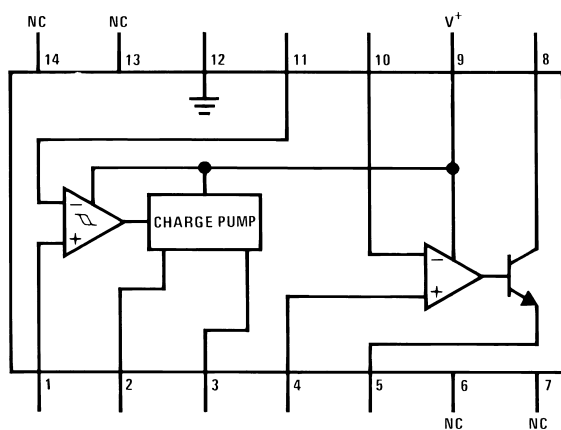 NC NC V+
14 13 12 11 10 9 8
− +
CHARGE PUMP
− +
1 2 3 4 5 6 7
NC NC